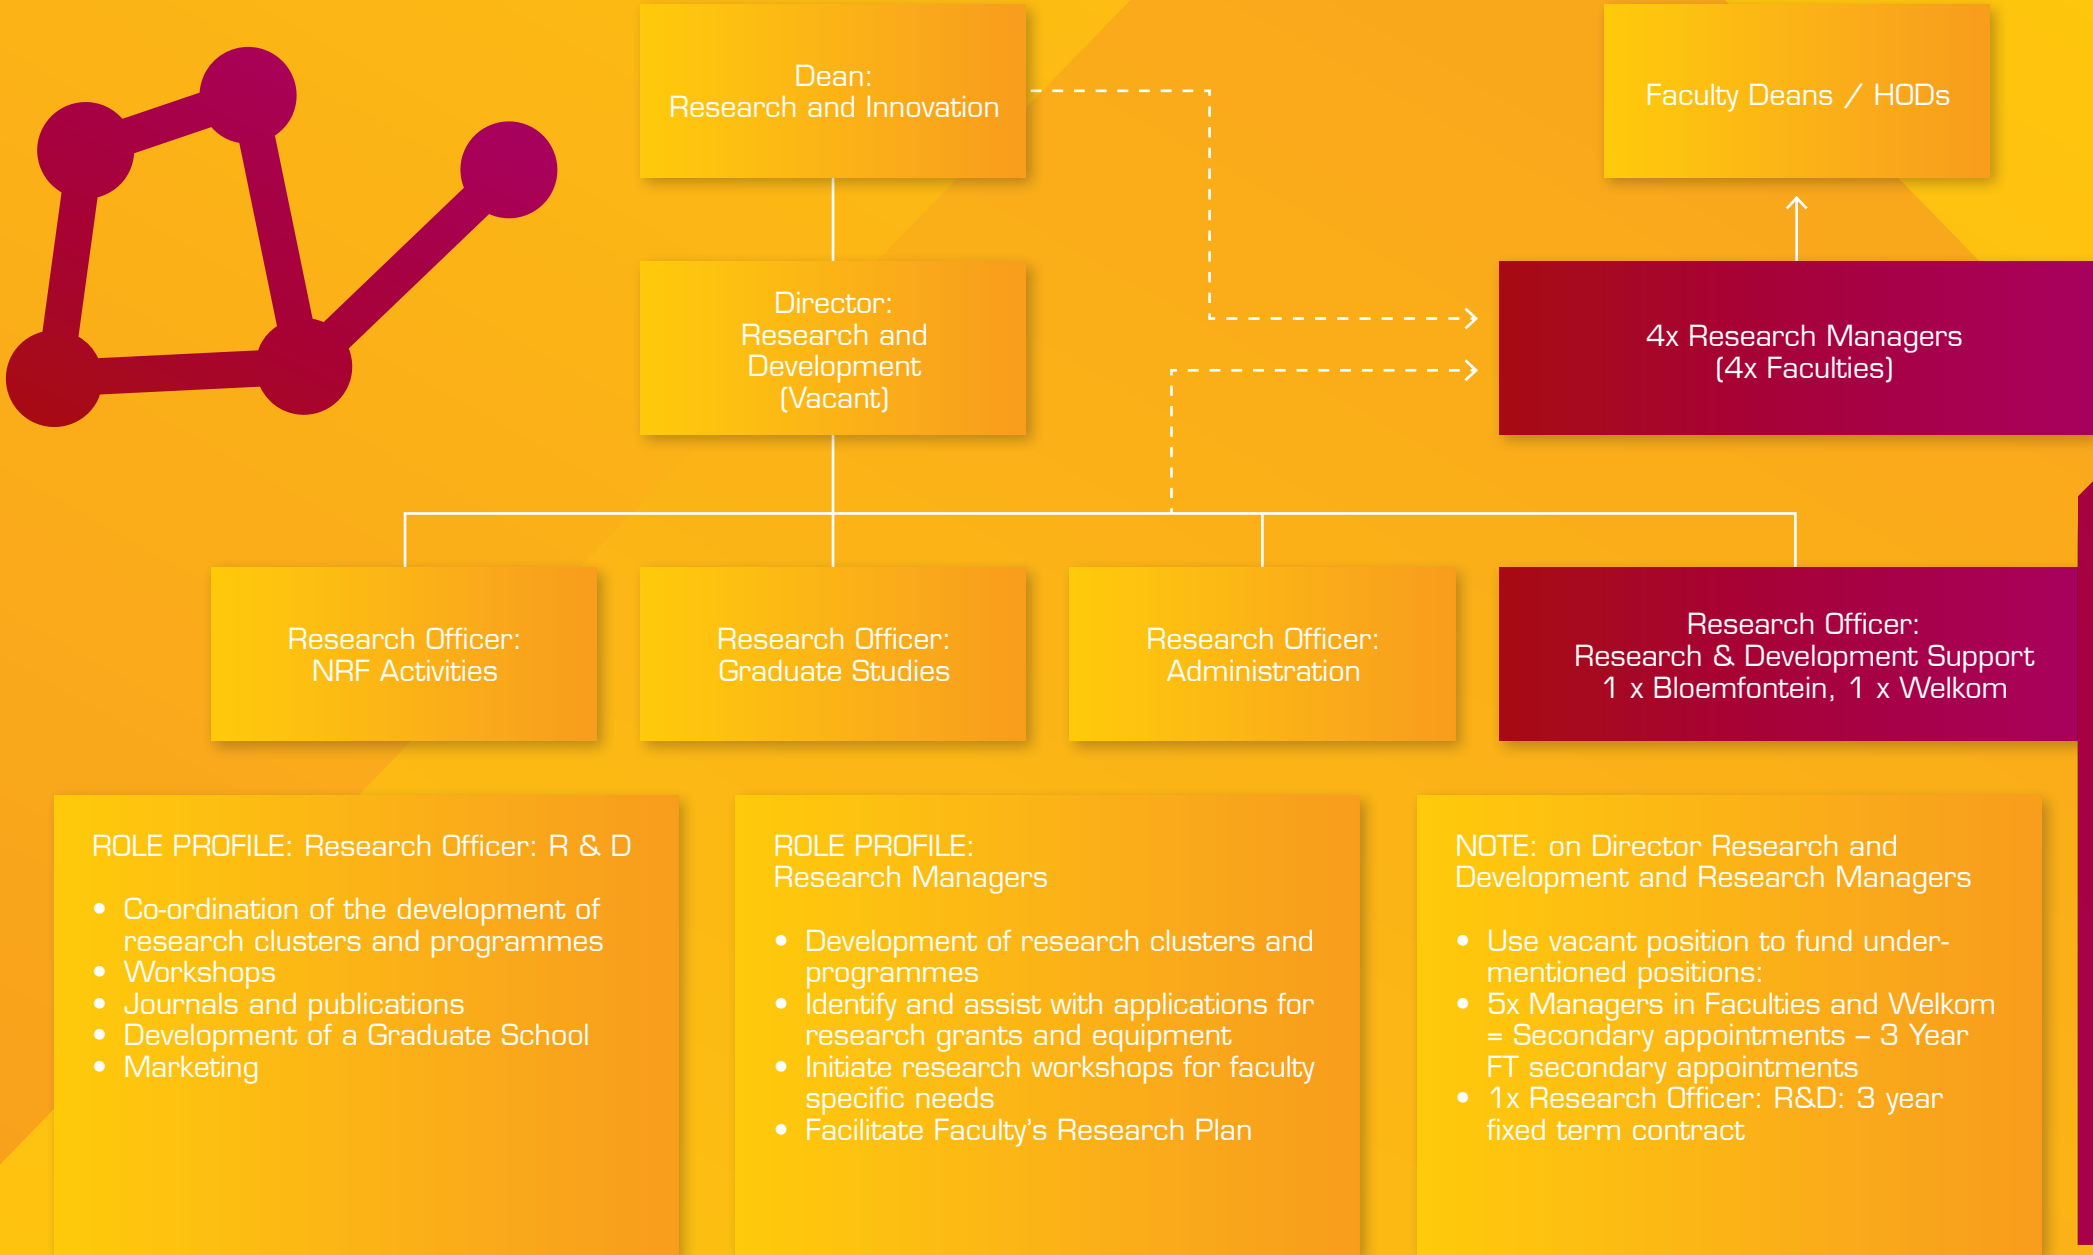 Dean:
Research and Innovation
Faculty Deans / HODs
Director:
Research and
Development
(Vacant)
4x Research Managers
(4x Faculties)
Research Officer:
NRF Activities
Research Officer:
Graduate Studies
Research Officer:
Administration
Research Officer:
Research & Development Support
1 x Bloemfontein, 1 x Welkom
ROLE PROFILE: Research Officer: R & D
• Co-ordination of the development of
research clusters and programmes
• Workshops
• Journals and publications
• Development of a Graduate School
• Marketing
ROLE PROFILE:
Research Managers
• Development of research clusters and
programmes
• Identify and assist with applications for
research grants and equipment
• Initiate research workshops for faculty
specific needs
• Facilitate Faculty's Research Plan
NOTE: on Director Research and
Development and Research Managers
• Use vacant position to fund under-
mentioned positions:
• 5x Managers in Faculties and Welkom
= Secondary appointments – 3 Year
FT secondary appointments
• 1x Research Officer: R&D: 3 year
fixed term contract